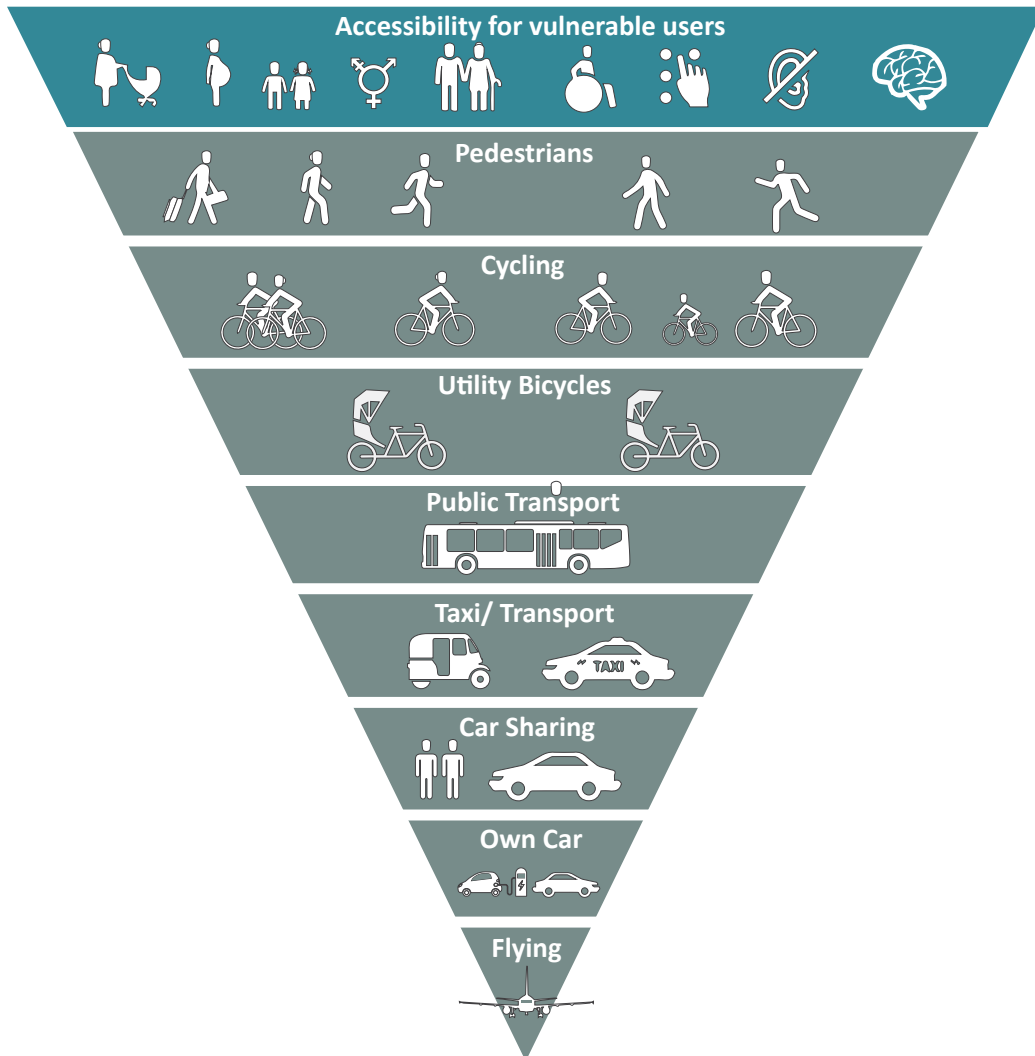 Accessibility for vulnerable users
Pedestrians
Cycling
Utility Bicycles
Public Transport
Taxi/ Transport
TAXI
Car Sharing
Own Car
Flying